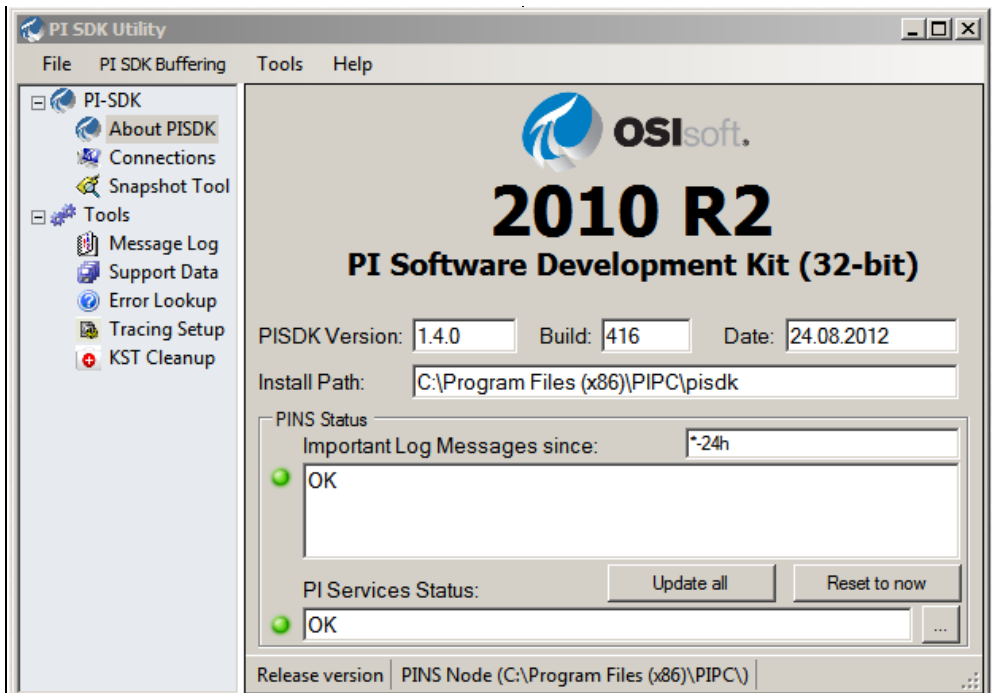 PI SDK Utility
File PI SDK Buffering Tools Help
PI-SDK
About PISDK
Connections
Snapshot Tool
Tools
Message Log
Support Data
Error Lookup
Tracing Setup
KST Cleanup
OSIsoft.
2010 R2
PI Software Development Kit (32-bit)
PISDK Version: 1.4.0 Build: 416 Date: 24.08.2012
Install Path: C:\Program Files (x86)\PIPC\pisdk
PINS Status
Important Log Messages since: *-24h
OK
PI Services Status: Update all Reset to now
OK ...
Release version PINS Node (C:\Program Files (x86)\PIPC\)